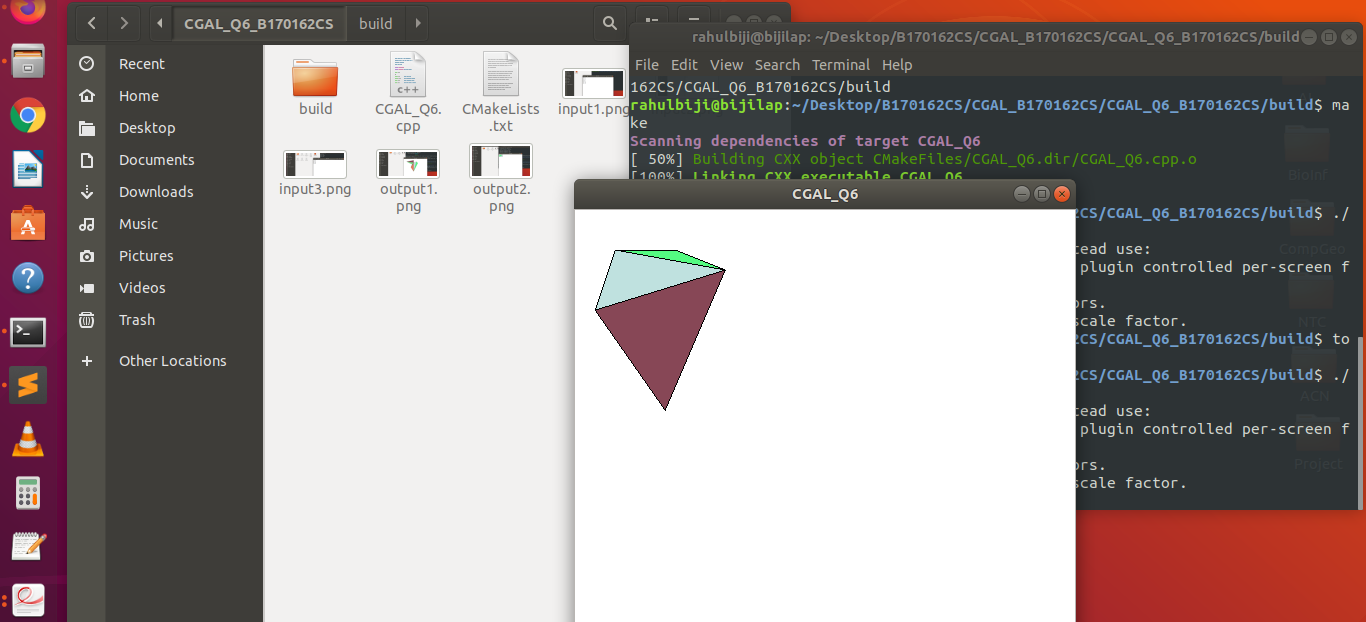 CGAL_Q6_B170162CS
build
Recent
Home
Desktop
Documents
Downloads
Music
Pictures
Videos
Trash
Other Locations
build
CGAL_Q6.
cpp
c++
CMakeLists
.txt
input1.png
input3.png
output1.
png
output2.
png
rahulbiji@bijilap: ~/Desktop/B170162CS/CGAL_B170162CS/CGAL_Q6_B170162CS/build
File Edit View Search Terminal Help
162CS/CGAL_Q6_B170162CS/build
rahulbiji@bijilap:~/Desktop/B170162CS/CGAL_B170162CS/CGAL_Q6_B170162CS/build$ ma
ke
Scanning dependencies of target CGAL_Q6
[ 50%] Building CXX object CMakeFiles/CGAL_Q6.dir/CGAL_Q6.cpp.o
[100%] Linking CXX executable CGAL_Q6
CS/CGAL_Q6_B170162CS/build$ ./
tead use:
plugin controlled per-screen f
ors.
scale factor.
CS/CGAL_Q6_B170162CS/build$ to
CS/CGAL_Q6_B170162CS/build$ ./
tead use:
plugin controlled per-screen f
ors.
scale factor.
CGAL_Q6
BioInf
CompGeo
NTC
ACN
Project